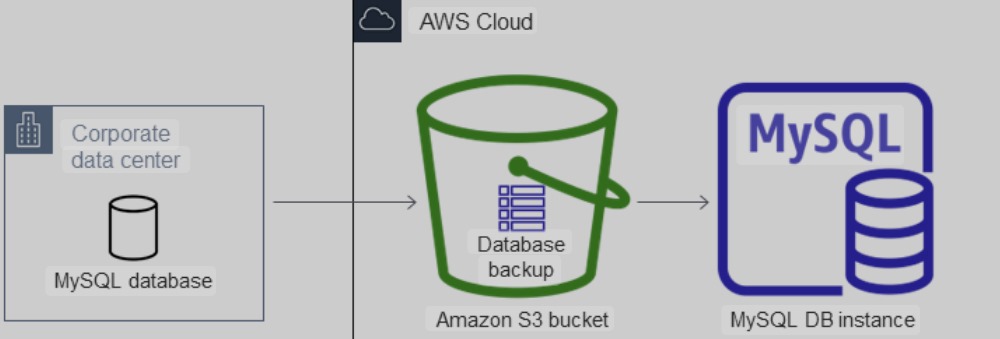 AWS Cloud
Corporate
data center
MySQL database
Database
backup
Amazon S3 bucket
MySQL
MySQL DB instance